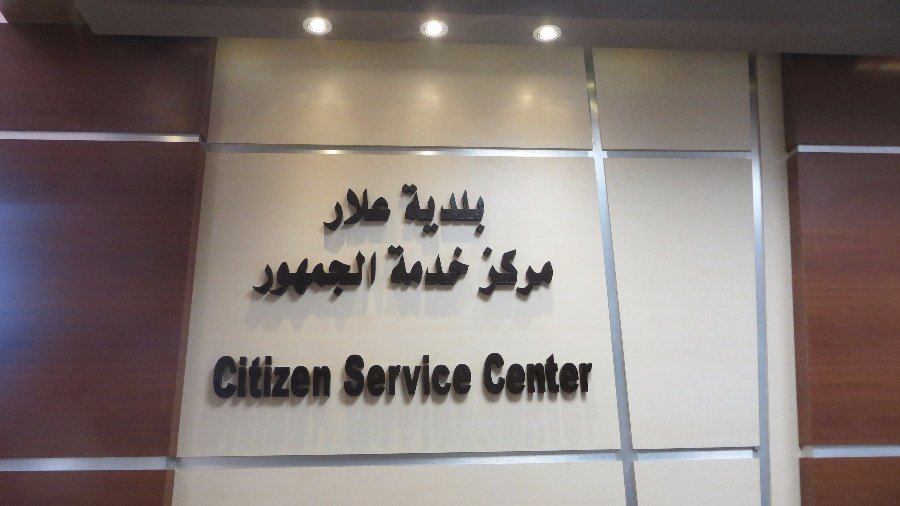 بلدية علار
مركز خدمة الجمهور
Citizen Service Center